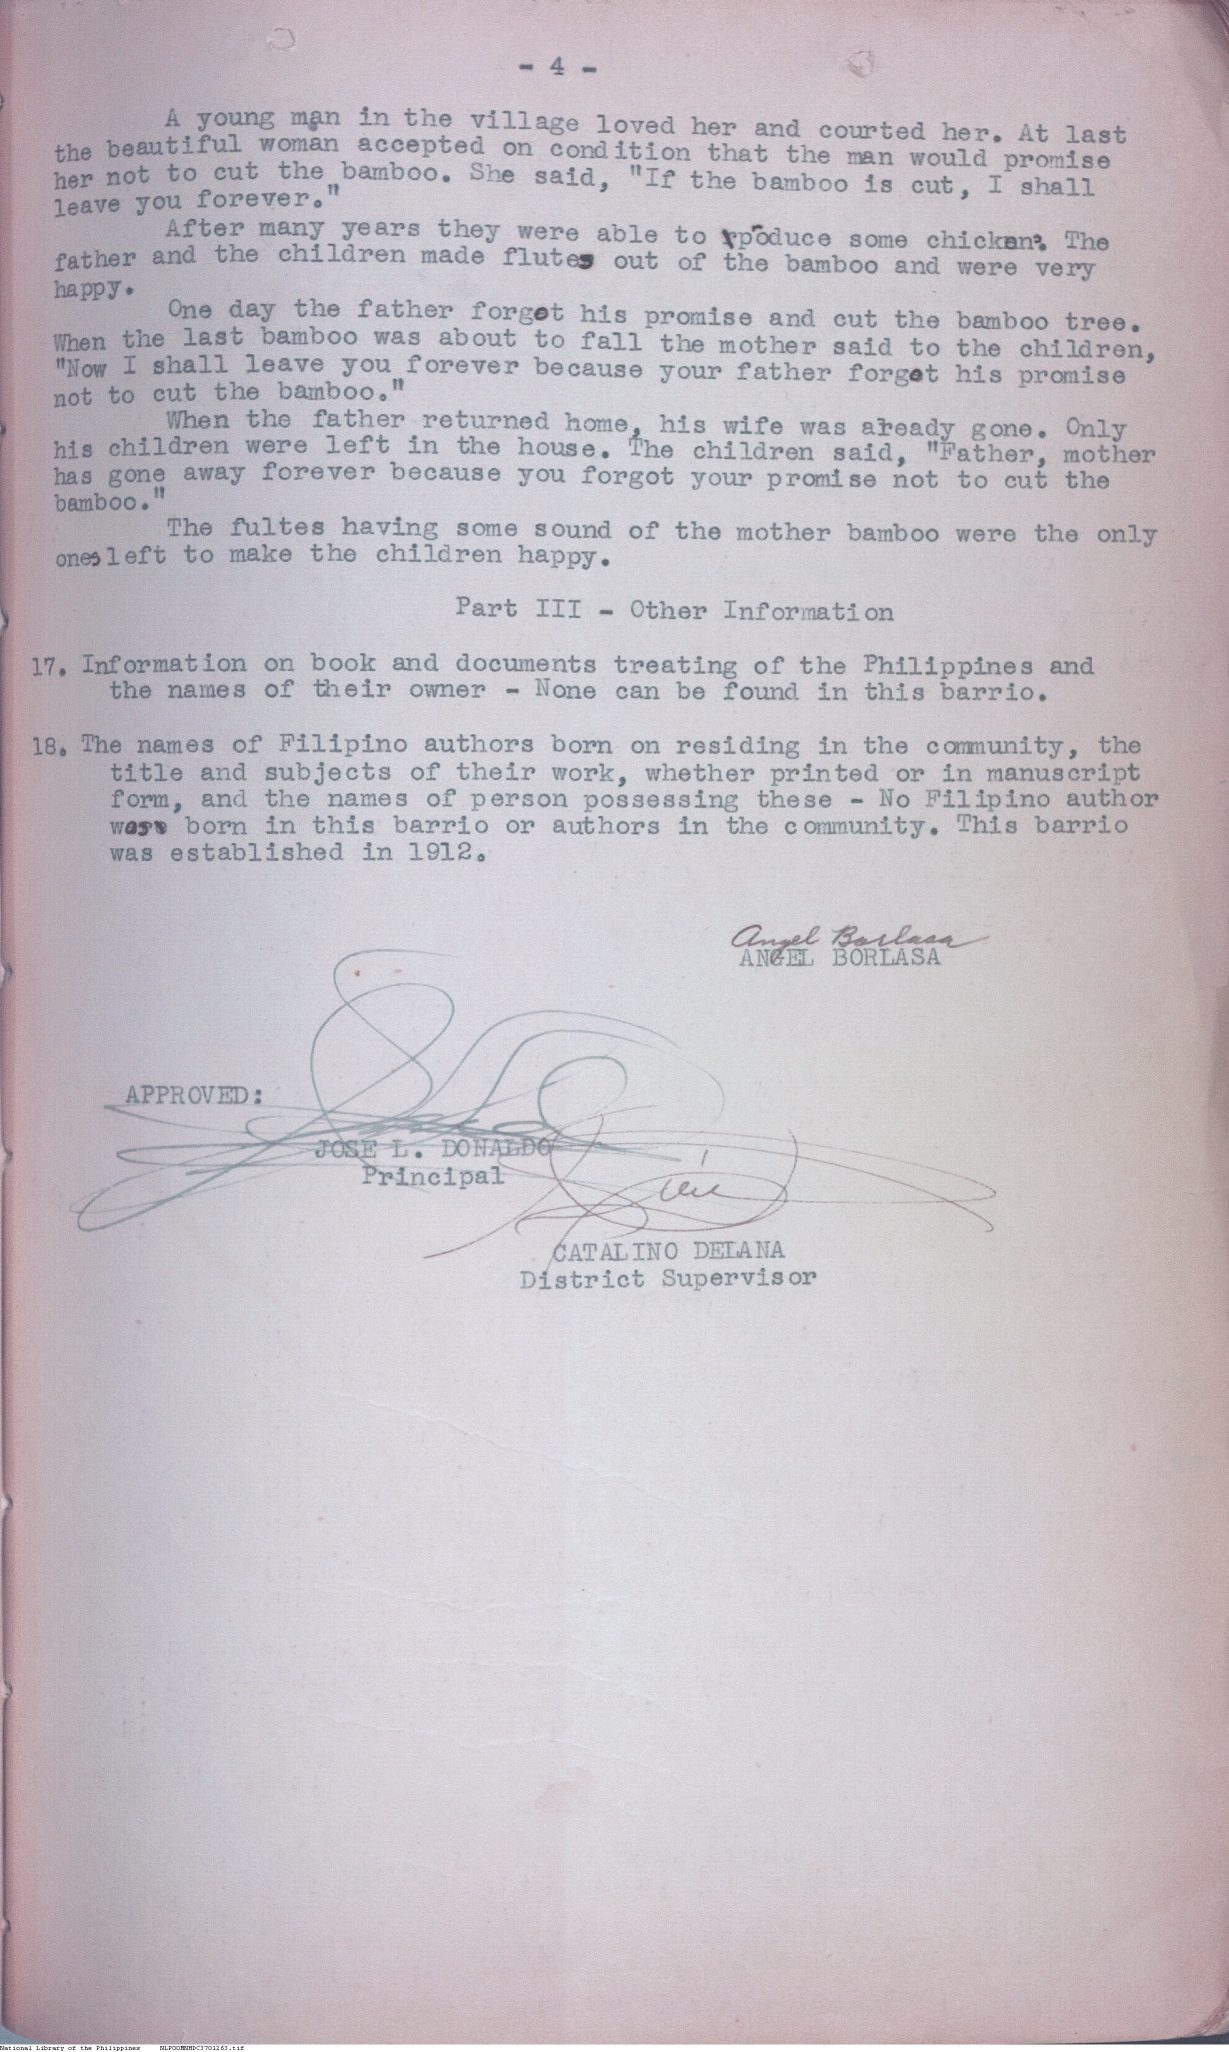 - 4 -
A young man in the village loved her and courted her. At last
the beautiful woman accepted on condition that the man would promise
her not to cut the bamboo. She said, "If the bamboo is cut, I shall
leave you forever."
After many years they were able to some chicken. The
father and the children made flutes out of the bamboo and were very
happy.
One day the father forgot his promise and cut the bamboo tree.
When the last bamboo was about to fall the mother said to the children,
"Now I shall leave you forever because your father forgot his promise
not to cut the bamboo."
When the father returned home, his wife was already gone. Only
his children were left in the house. The children said, "Father, mother
has gone away forever because you forgot your promise not to cut the
bamboo."
The fultes having some sound of the mother bamboo were the only
ones left to make the children happy.
Part III - Other Information
17. Information on book and documents treating of the Philippines and
the names of their owner - None can be found in this barrio.
18. The names of Filipino authors born on residing in the community, the
title and subjects of their work, whether printed or in manuscript
form, and the names of person possessing these - No Filipino author
born in this barrio or authors in the community. This barrio
was established in 1912.
Angel Borlasa
ANGEL BORLASA
APPROVED:
JOSE L. DONALDO
Principal
CATALINO DELANA
District Supervisor
National Library of the Philippines NLPOOMNHDC3701263.tif